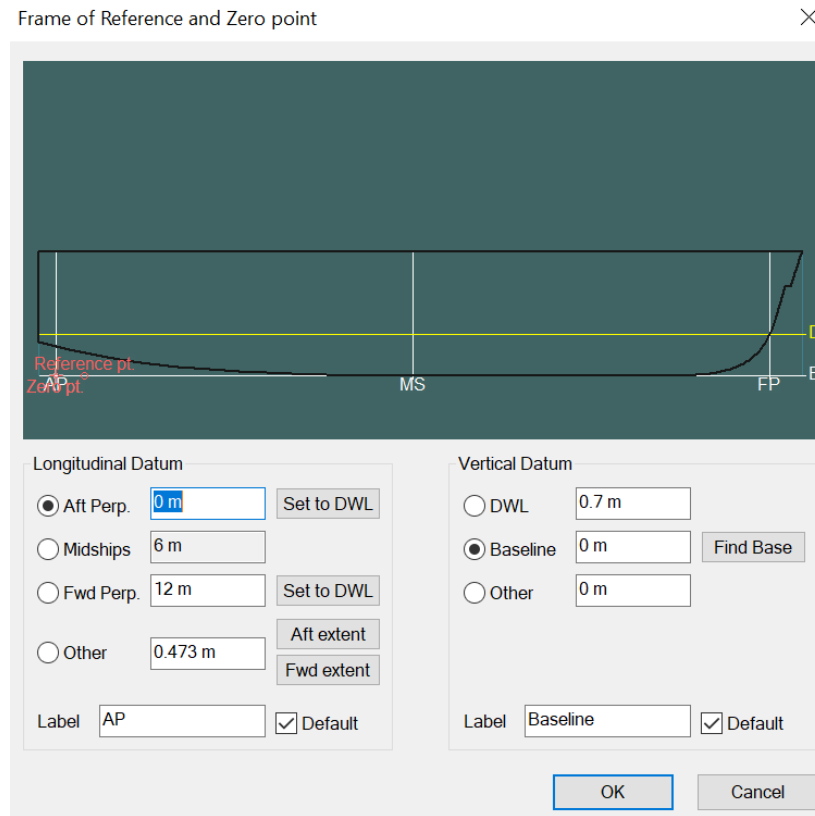 Frame of Reference and Zero point
D
Reference pt.
B
Zero pt.
AP
MS
FP
Longitudinal Datum
Aft Perp.
0 m
Set to DWL
Midships
6 m
Fwd Perp.
12 m
Set to DWL
Other
0.473 m
Aft extent
Fwd extent
Label
AP
Default
Vertical Datum
DWL
0.7 m
Baseline
0 m
Find Base
Other
0 m
Label
Baseline
Default
OK
Cancel